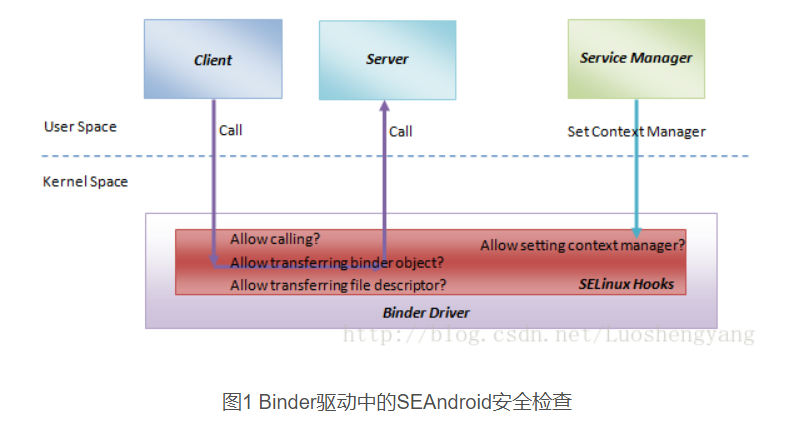 Client
Server
Service Manager
User Space
Call
Call
Set Context Manager
Kernel Space
Allow calling?
Allow setting context manager?
Allow transferring binder object?
Allow transferring file descriptor?
SELinux Hooks
Binder Driver
http://blog.csdn.net/Luoshengyang
图1 Binder驱动中的SEAndroid安全检查